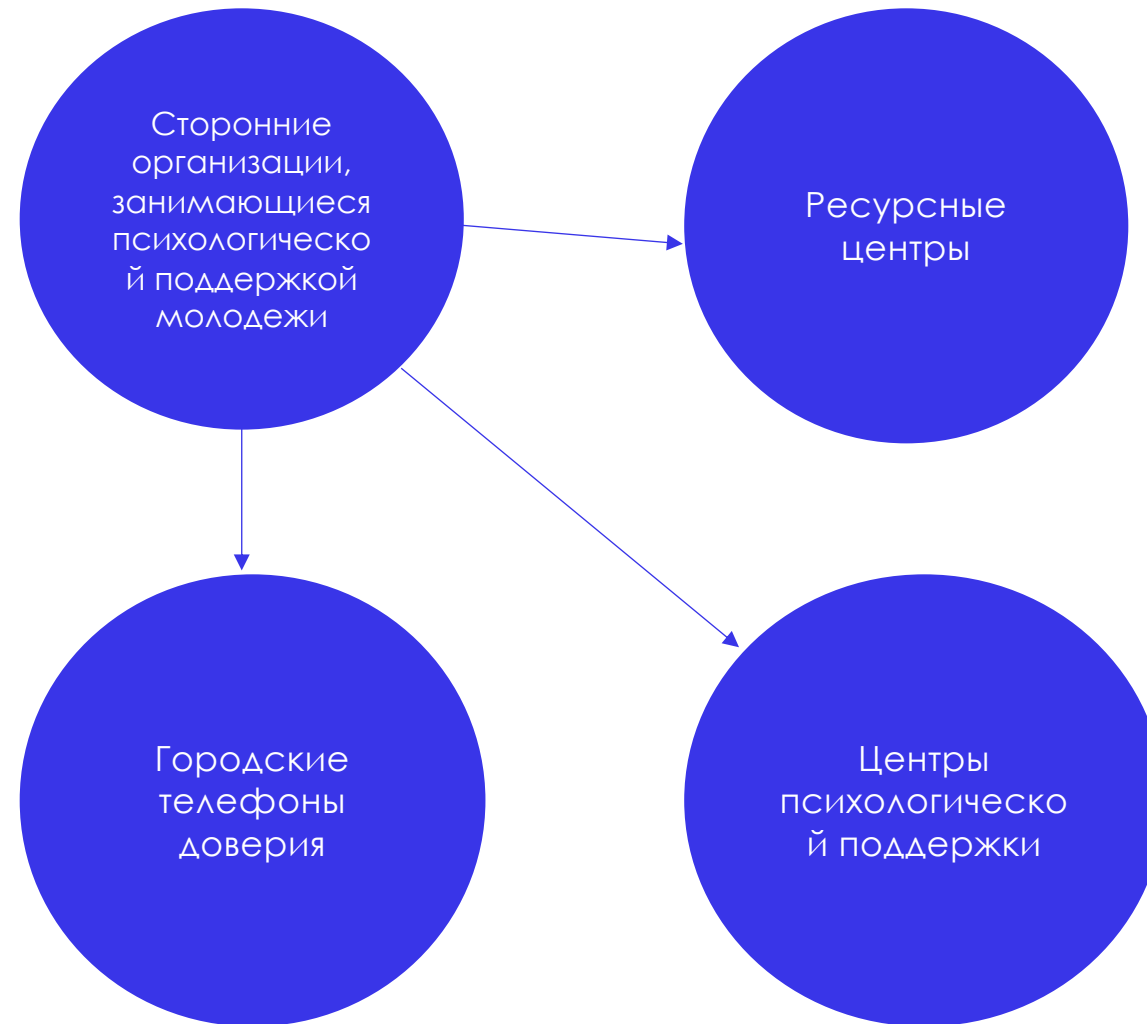 Сторонние
организации,
занимающиеся
психологическо
й поддержкой
молодежи
Ресурсные
центры
Городские
телефоны
доверия
Центры
психологическо
й поддержки